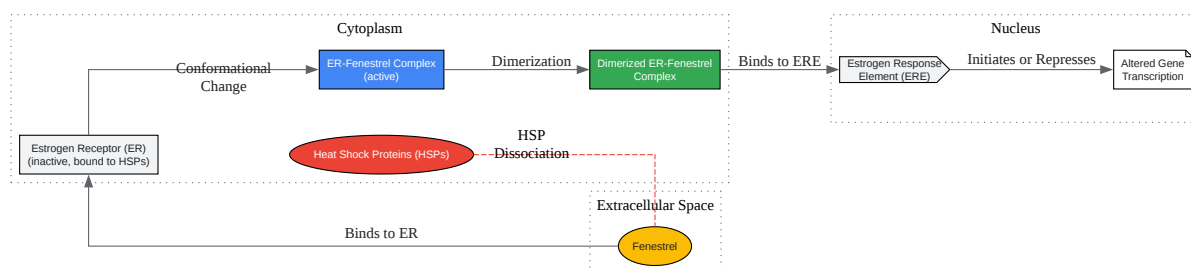 Cytoplasm
Nucleus
Conformational
Change
ER-Fenestrel Complex
(active)
Dimerization
Dimerized ER-Fenestrel
Complex
Binds to ERE
Estrogen Response
Element (ERE)
Initiates or Represses
Altered Gene
Transcription
Estrogen Receptor (ER)
(inactive, bound to HSPs)
Heat Shock Proteins (HSPs)
HSP
Dissociation
Extracellular Space
Binds to ER
Fenestrel